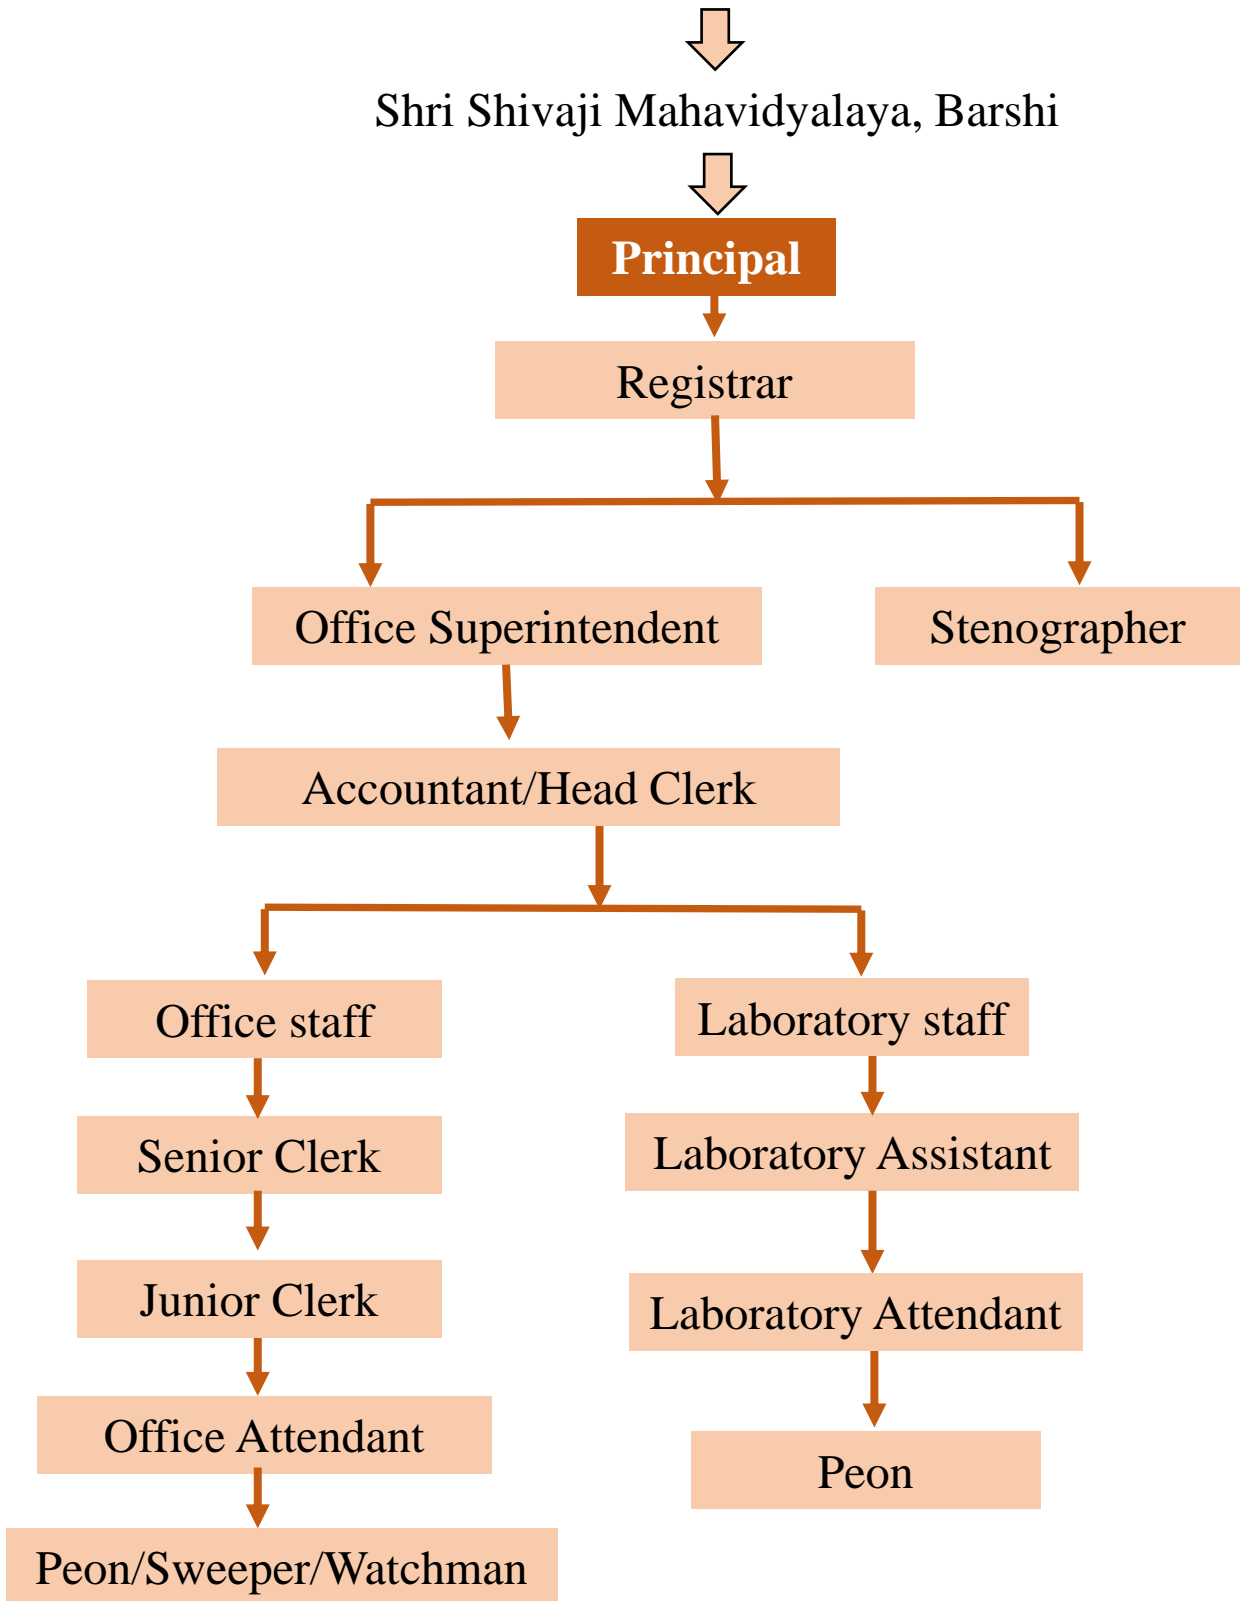 Shri Shivaji Mahavidyalaya, Barshi
Principal
Registrar
Office Superintendent
Stenographer
Accountant/Head Clerk
Office staff
Laboratory staff
Senior Clerk
Laboratory Assistant
Junior Clerk
Laboratory Attendant
Office Attendant
Peon
Peon/Sweeper/Watchman